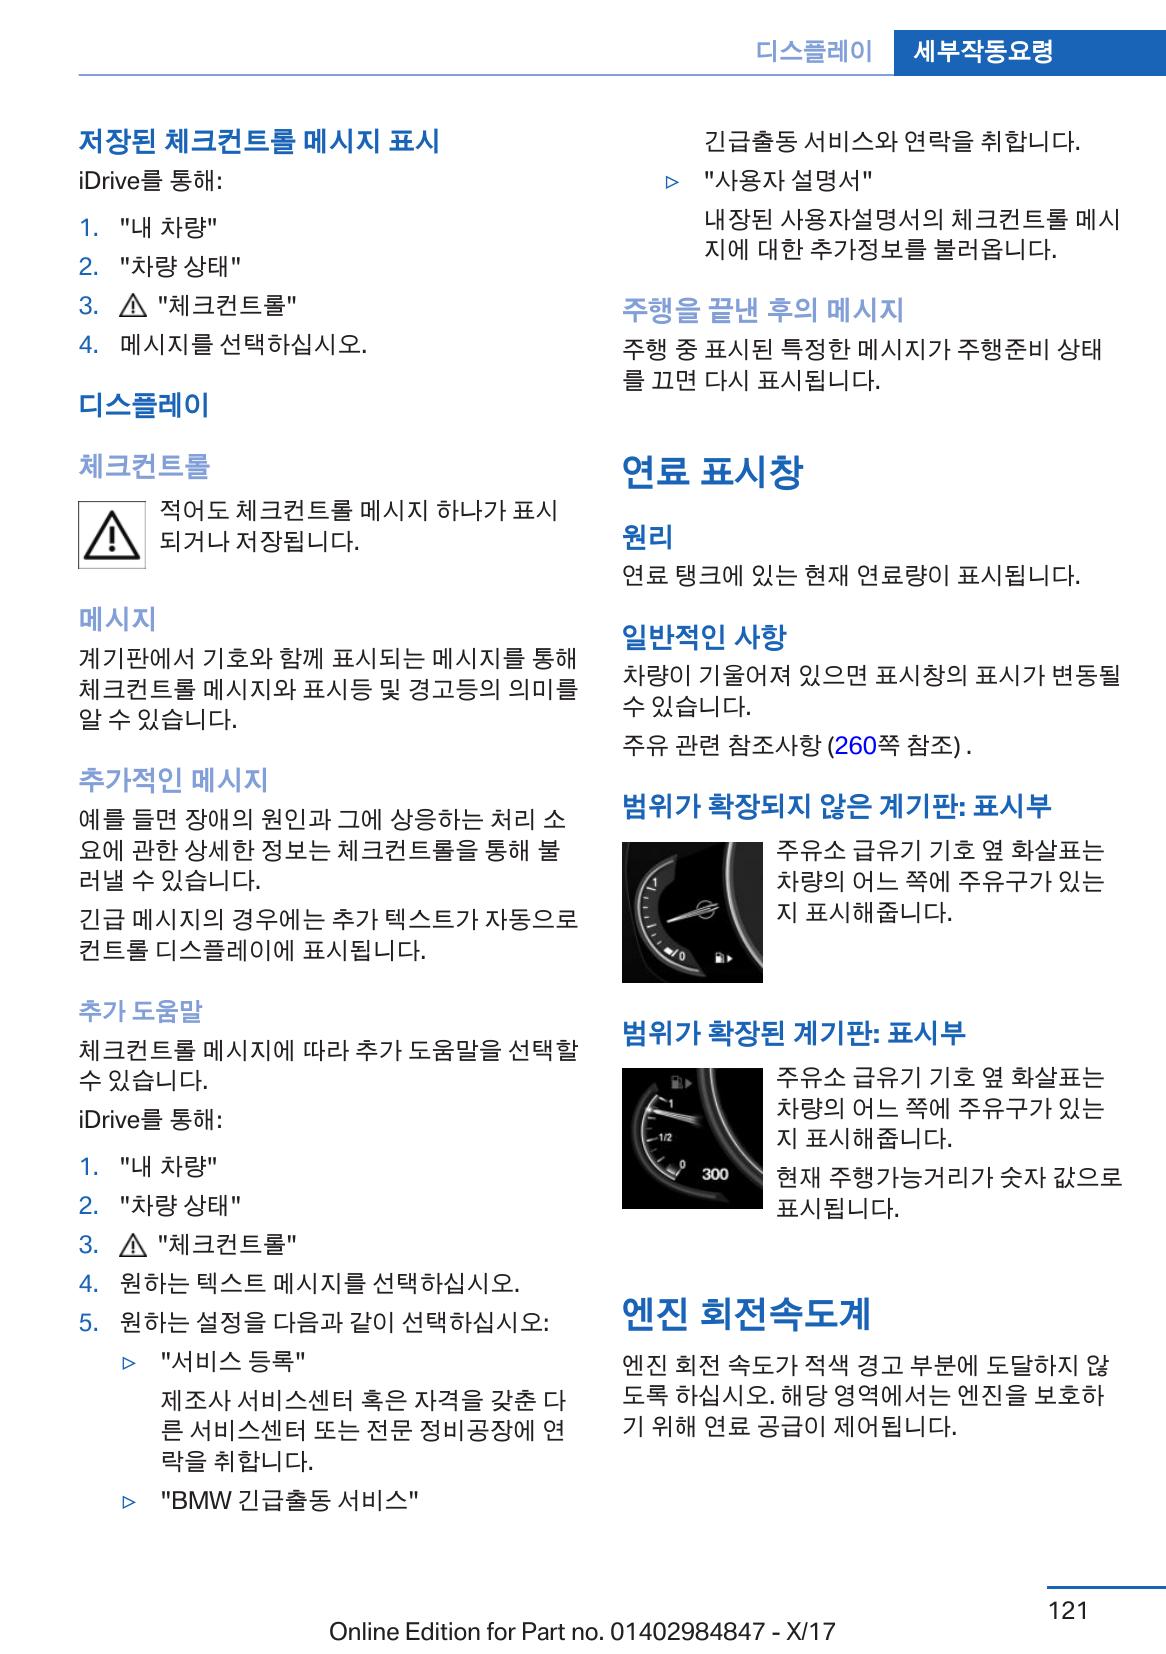 디스플레이 세부작동요령
저장된 체크컨트롤 메시지 표시
iDrive를 통해:
1. "내 차량"
2. "차량 상태"
3. "체크컨트롤"
4. 메시지를 선택하십시오.
디스플레이
체크컨트롤
적어도 체크컨트롤 메시지 하나가 표시
되거나 저장됩니다.
메시지
계기판에서 기호와 함께 표시되는 메시지를 통해
체크컨트롤 메시지와 표시등 및 경고등의 의미를
알 수 있습니다.
추가적인 메시지
예를 들면 장애의 원인과 그에 상응하는 처리 소
요에 관한 상세한 정보는 체크컨트롤을 통해 불
러낼 수 있습니다.
긴급 메시지의 경우에는 추가 텍스트가 자동으로
컨트롤 디스플레이에 표시됩니다.
추가 도움말
체크컨트롤 메시지에 따라 추가 도움말을 선택할
수 있습니다.
iDrive를 통해:
1. "내 차량"
2. "차량 상태"
3. "체크컨트롤"
4. 원하는 텍스트 메시지를 선택하십시오.
5. 원하는 설정을 다음과 같이 선택하십시오:
▷ "서비스 등록"
제조사 서비스센터 혹은 자격을 갖춘 다
른 서비스센터 또는 전문 정비공장에 연
락을 취합니다.
▷ "BMW 긴급출동 서비스"
긴급출동 서비스와 연락을 취합니다.
▷ "사용자 설명서"
내장된 사용자설명서의 체크컨트롤 메시
지에 대한 추가정보를 불러옵니다.
주행을 끝낸 후의 메시지
주행 중 표시된 특정한 메시지가 주행준비 상태
를 끄면 다시 표시됩니다.
연료 표시창
원리
연료 탱크에 있는 현재 연료량이 표시됩니다.
일반적인 사항
차량이 기울어져 있으면 표시창의 표시가 변동될
수 있습니다.
주유 관련 참조사항 (260쪽 참조) .
범위가 확장되지 않은 계기판: 표시부
1
0
주유소 급유기 기호 옆 화살표는
차량의 어느 쪽에 주유구가 있는
지 표시해줍니다.
범위가 확장된 계기판: 표시부
1
1/2
0
300
주유소 급유기 기호 옆 화살표는
차량의 어느 쪽에 주유구가 있는
지 표시해줍니다.
현재 주행가능거리가 숫자 값으로
표시됩니다.
엔진 회전속도계
엔진 회전 속도가 적색 경고 부분에 도달하지 않
도록 하십시오. 해당 영역에서는 엔진을 보호하
기 위해 연료 공급이 제어됩니다.
121
Online Edition for Part no. 01402984847 - X/17